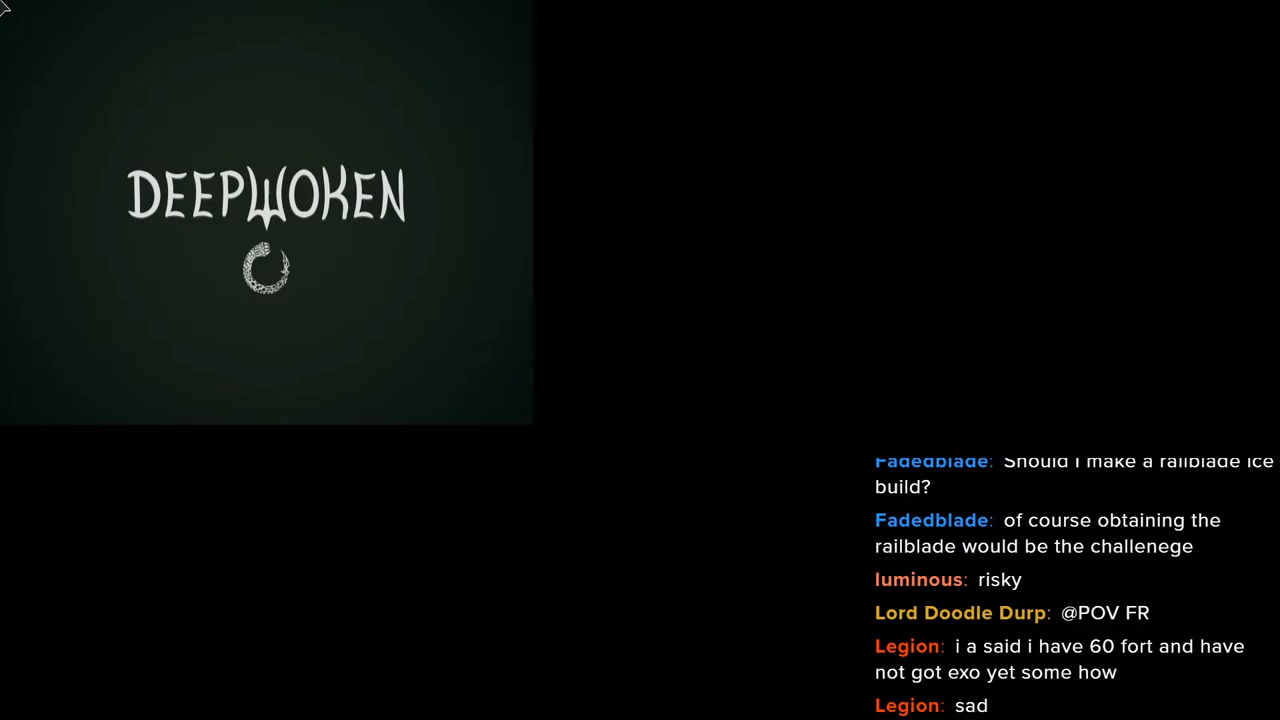 DEEPWOKEN
Fadedblade: Should I make a railblade ice
build?
Fadedblade: of course obtaining the
railblade would be the challenege
luminous: risky
Lord Doodle Durp: @POV FR
Legion: i a said i have 60 fort and have
not got exo yet some how
Legion: sad